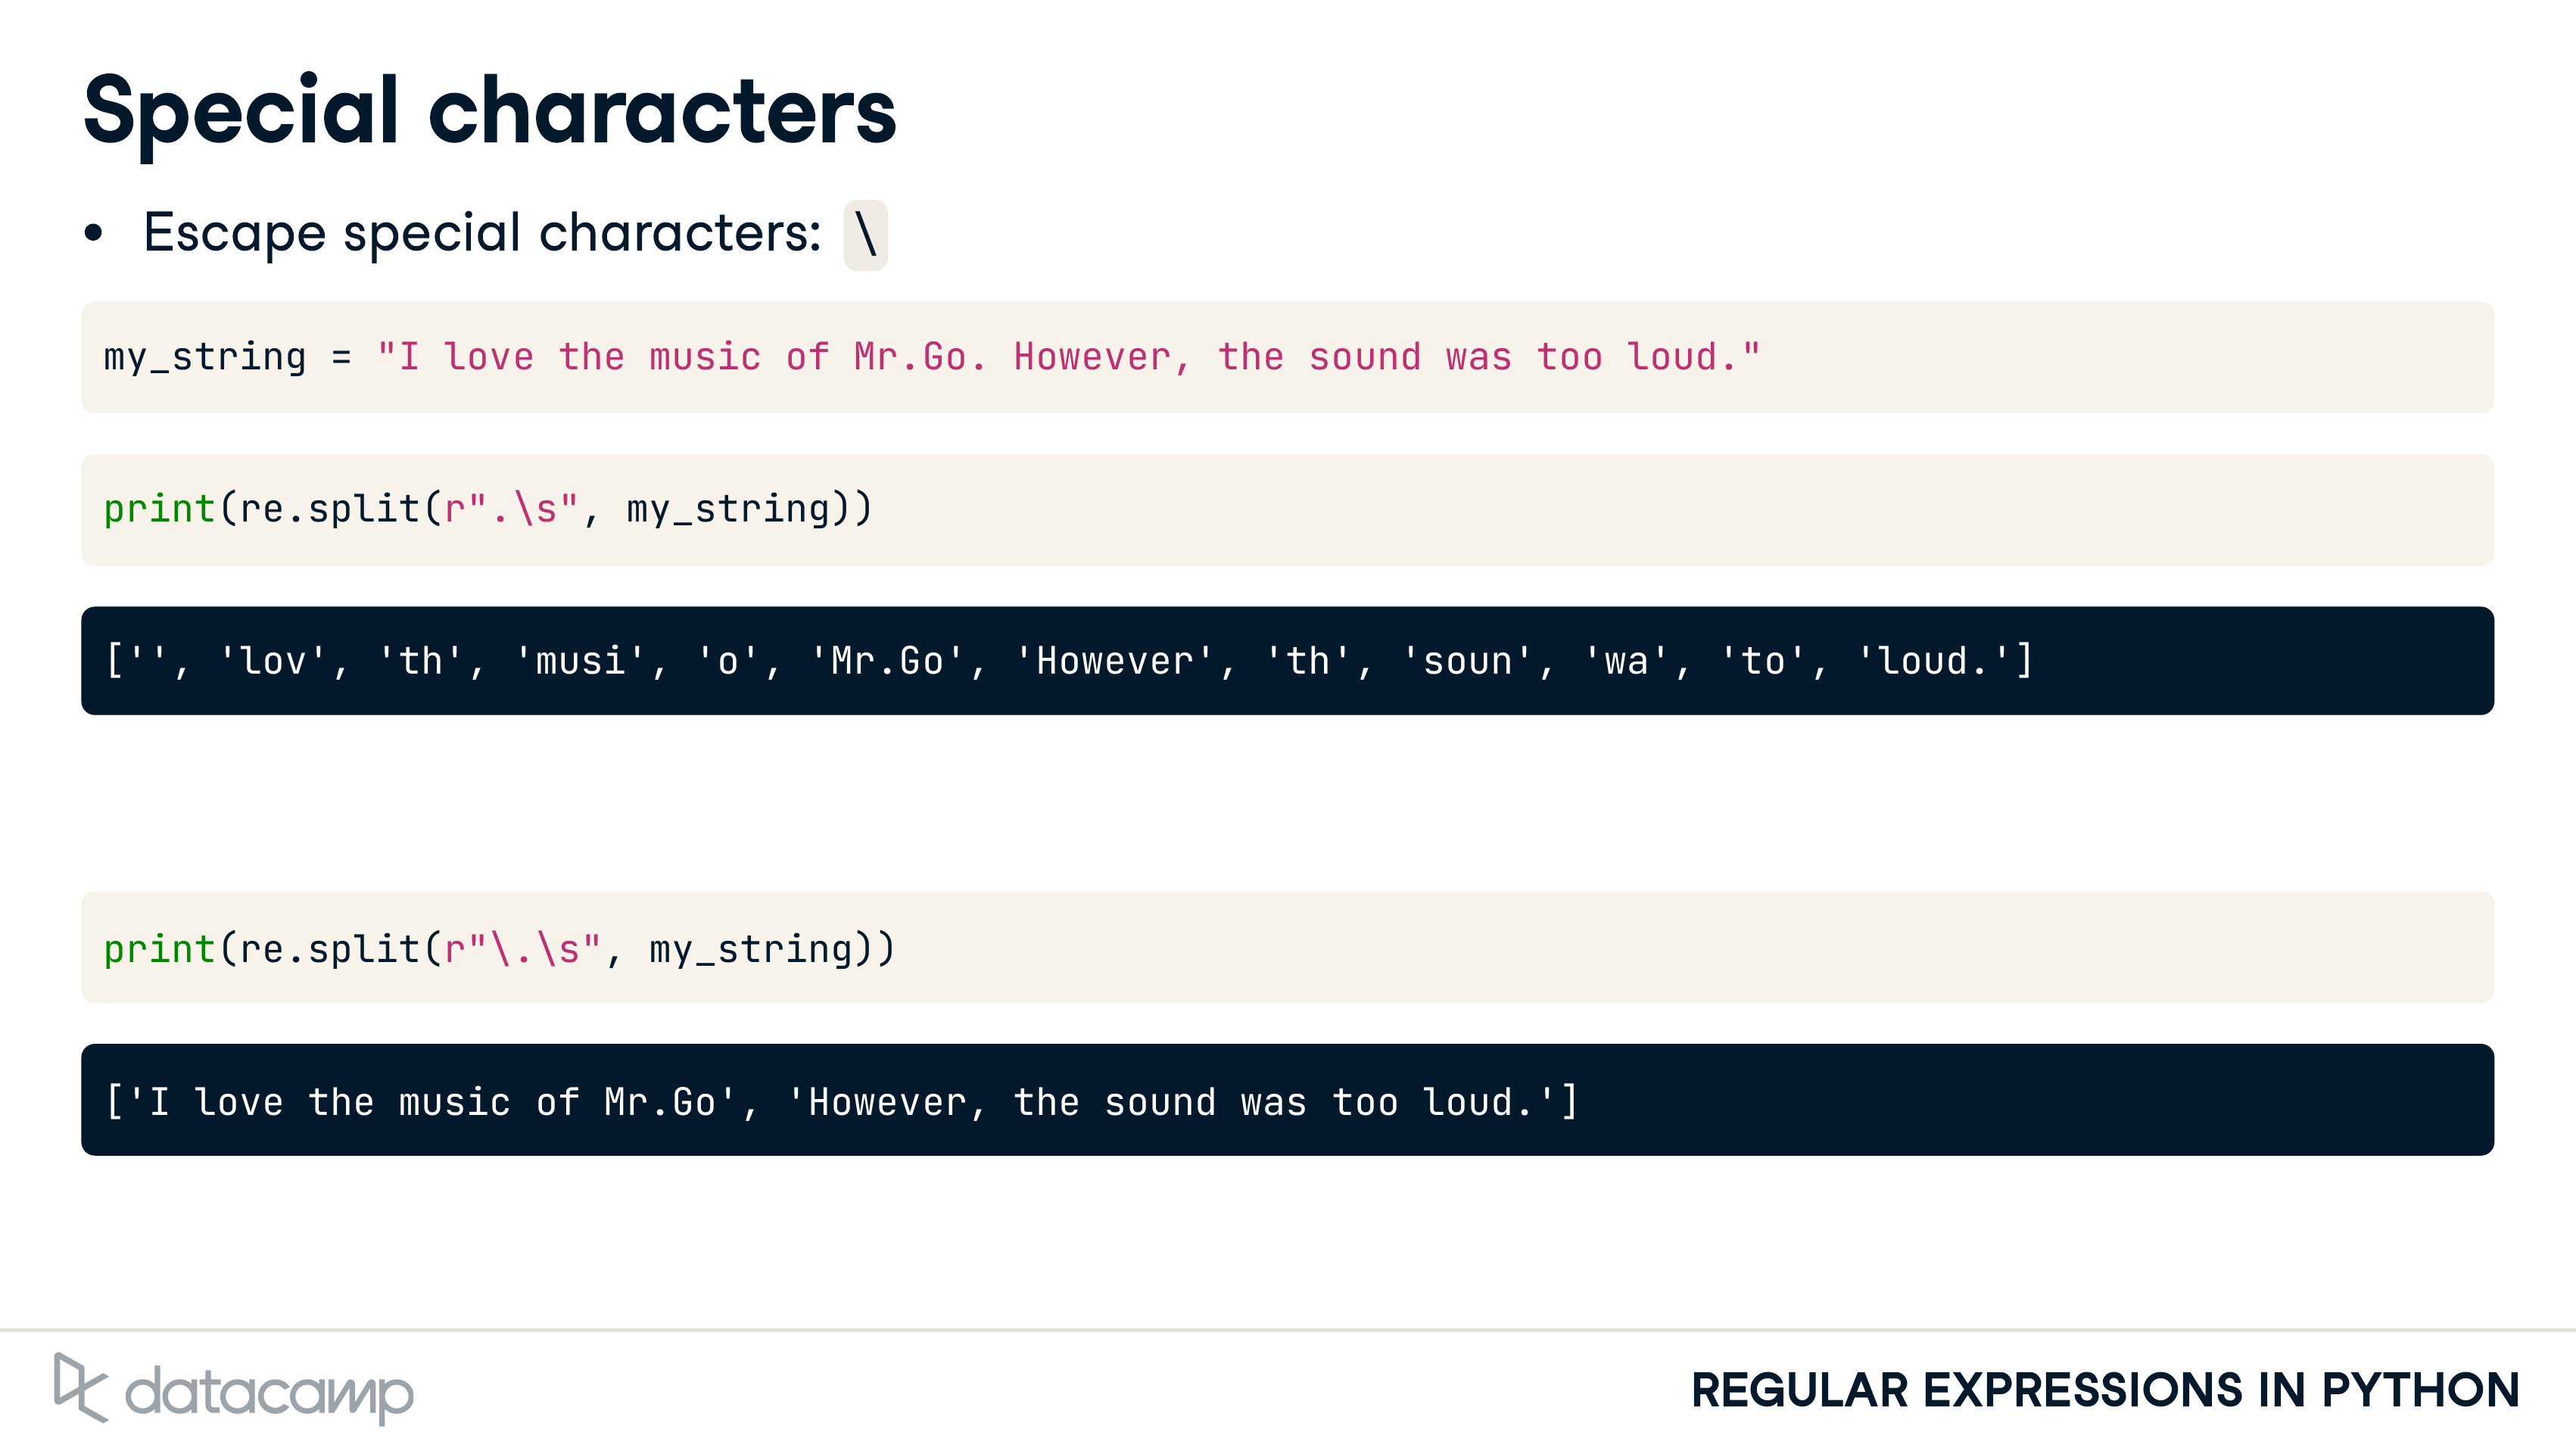 Special characters
• Escape special characters: \
my_string = "I love the music of Mr.Go. However, the sound was too loud."
print(re.split(r".\s", my_string))
['', 'lov', 'th', 'musi', 'o', 'Mr.Go', 'However', 'th', 'soun', 'wa', 'to', 'loud.']
print(re.split(r"\.\s", my_string))
['I love the music of Mr.Go', 'However, the sound was too loud.']
datacamp
REGULAR EXPRESSIONS IN PYTHON